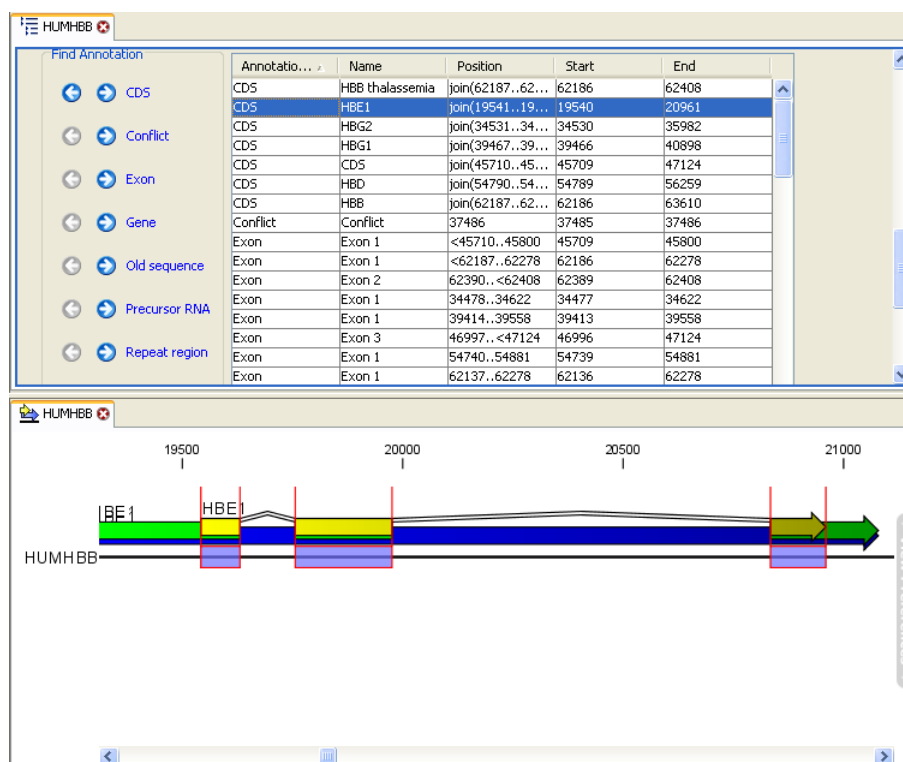 HUMHBB
Find Annotation
CDS
Conflict
Exon
Gene
Old sequence
Precursor RNA
Repeat region
Annotatio... Name Position Start End
CDS HBB thalassemia join(62187..62... 62186 62408
CDS HBE1 join(19541..19... 19540 20961
CDS HBG2 join(34531..34... 34530 35982
CDS HBG1 join(39467..39... 39466 40898
CDS CDS join(45710..45... 45709 47124
CDS HBD join(54790..54... 54789 56259
CDS HBB join(62187..62... 62186 63610
Conflict Conflict 37486 37485 37486
Exon Exon 1 <45710..45800 45709 45800
Exon Exon 1 <62187..62278 62186 62278
Exon Exon 2 62390..<62408 62389 62408
Exon Exon 1 34478..34622 34477 34622
Exon Exon 1 39414..39558 39413 39558
Exon Exon 3 46997..<47124 46996 47124
Exon Exon 1 54740..54881 54739 54881
Exon Exon 1 62137..62278 62136 62278
HUMHBB
19500 20000 20500 21000
HBE1
HUMHBB